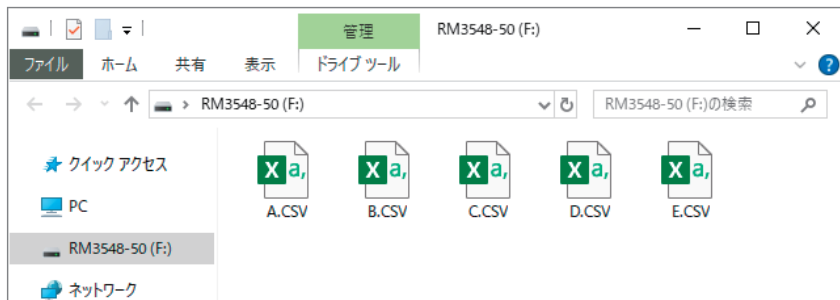 管理
RM3548-50 (F:)
ファイル ホーム 共有 表示 ドライブ ツール
RM3548-50 (F:)
RM3548-50 (F:)の検索
クイック アクセス
PC
RM3548-50 (F:)
ネットワーク
A.CSV B.CSV C.CSV D.CSV E.CSV